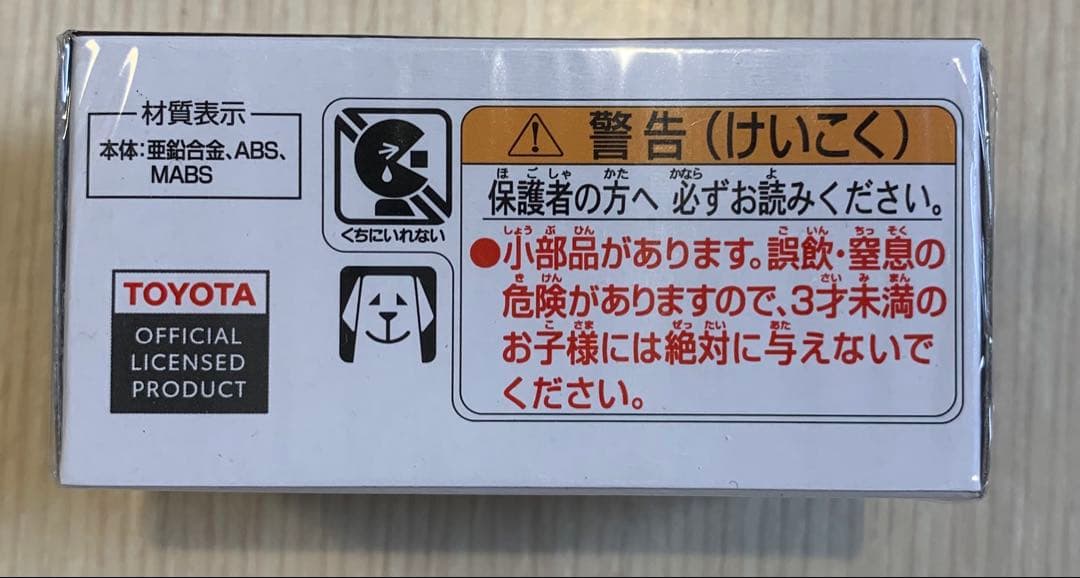 材質表示
本体:亜鉛合金、ABS、
MABS
くちにいれない
TOYOTA
OFFICIAL
LICENSED
PRODUCT
警告(けいこく)
保護者の方へ 必ずお読みください。
●小部品があります。誤飲・窒息の
危険がありますので、3才未満の
お子様には絶対に与えないで
ください。